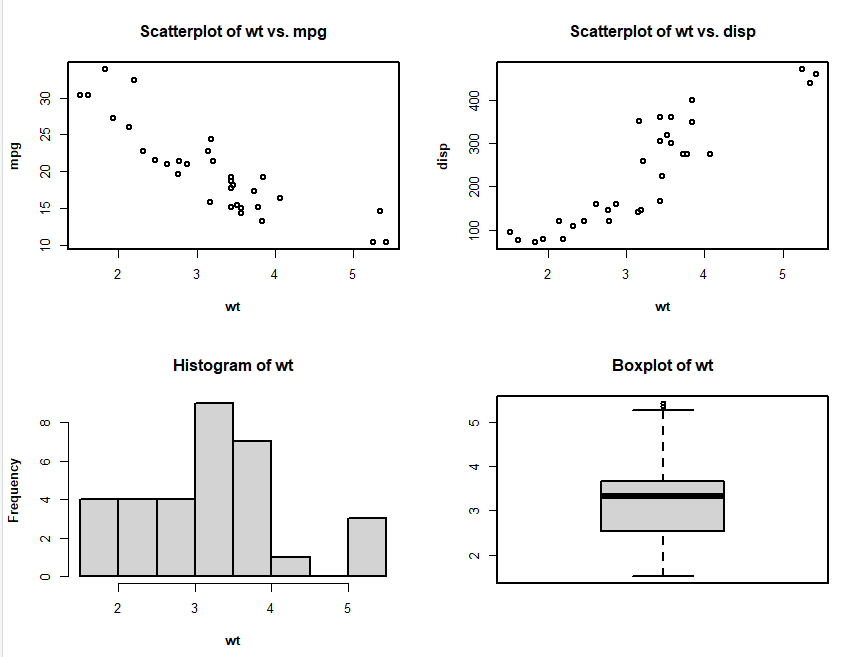 Scatterplot of wt vs. mpg
mpg
10 15 20 25 30
2 3 4 5
wt
Scatterplot of wt vs. disp
disp
100 200 300 400
2 3 4 5
wt
Histogram of wt
Frequency
0 2 4 6 8
2 3 4 5
wt
Boxplot of wt
2 3 4 5